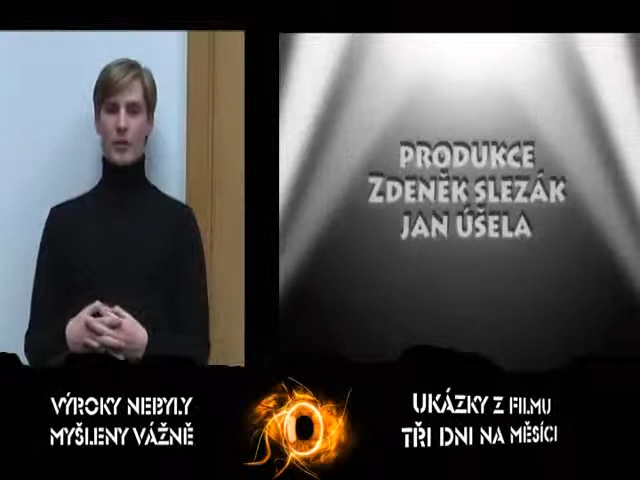 PRODUKCE
ZDENĚK SLEZÁK
JAN ÚŠELA
VÝROKY NEBYLY
MYŠLENY VÁŽNĚ
UKÁZKY Z FILMU
TŘI DNI NA MĚSÍCI